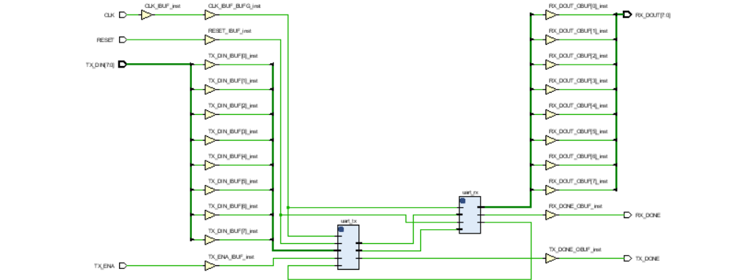 CLK
CLK_IBUF_inst
CLK_IBUF_BUFG_inst
RX_DOUT_OBUF[0]_inst
RX_DOUT[7:0]
RESET
RESET_IBUF_inst
RX_DOUT_OBUF[1]_inst
TX_DIN[7:0]
TX_DIN_IBUF[0]_inst
RX_DOUT_OBUF[2]_inst
TX_DIN_IBUF[1]_inst
RX_DOUT_OBUF[3]_inst
TX_DIN_IBUF[2]_inst
RX_DOUT_OBUF[4]_inst
TX_DIN_IBUF[3]_inst
RX_DOUT_OBUF[5]_inst
TX_DIN_IBUF[4]_inst
RX_DOUT_OBUF[6]_inst
TX_DIN_IBUF[5]_inst
RX_DOUT_OBUF[7]_inst
uart_rx
TX_DIN_IBUF[6]_inst
RX_DONE_OBUF_inst
RX_DONE
uart_tx
TX_DIN_IBUF[7]_inst
TX_ENA
TX_ENA_IBUF_inst
TX_DONE_OBUF_inst
TX_DONE